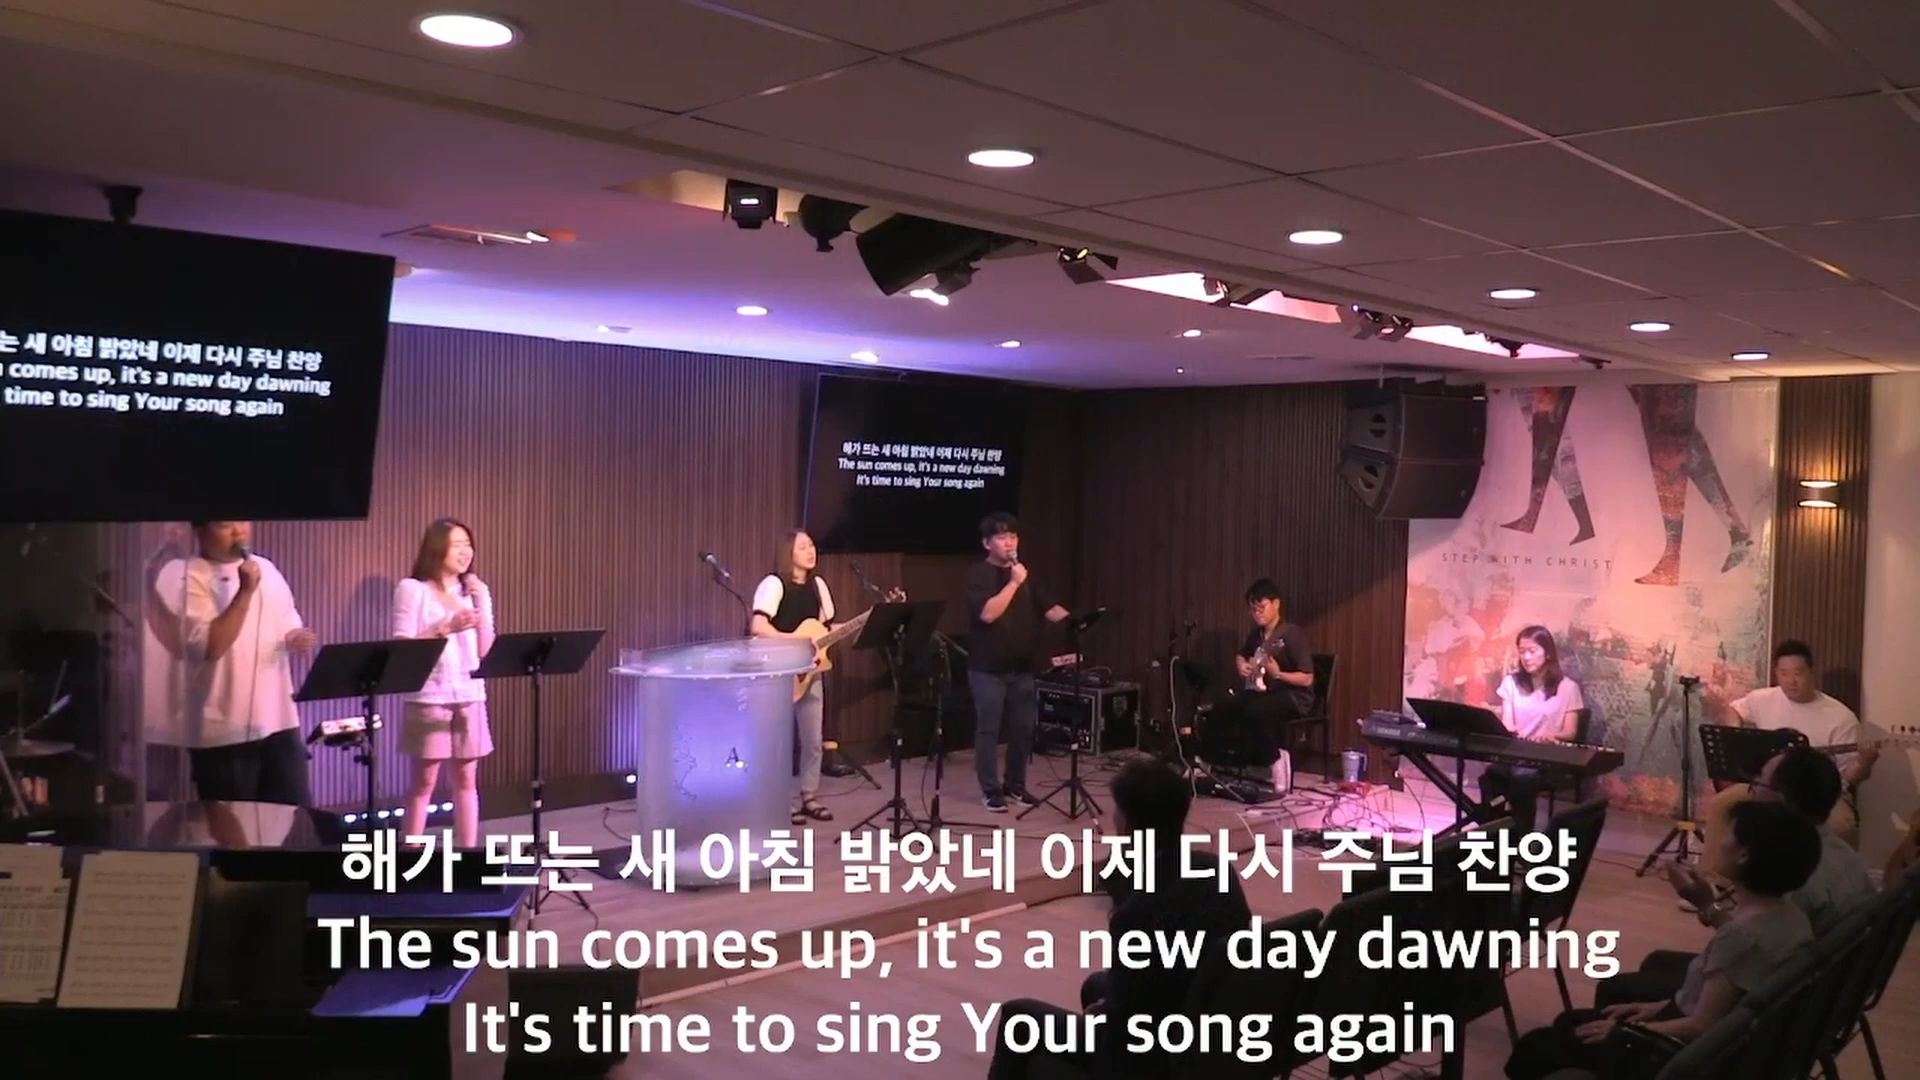 는 새 아침 밝았네 이제 다시 주님 찬양
comes up, it's a new day dawning
time to sing Your song again
해가 뜨는 새 아침 밝았네 이제 다시 주님 찬양
The sun comes up, it's a new day dawning
It's time to sing Your song again
STEP WITH CHRIST
해가 뜨는 새 아침 밝았네 이제 다시 주님 찬양
The sun comes up, it's a new day dawning
It's time to sing Your song again